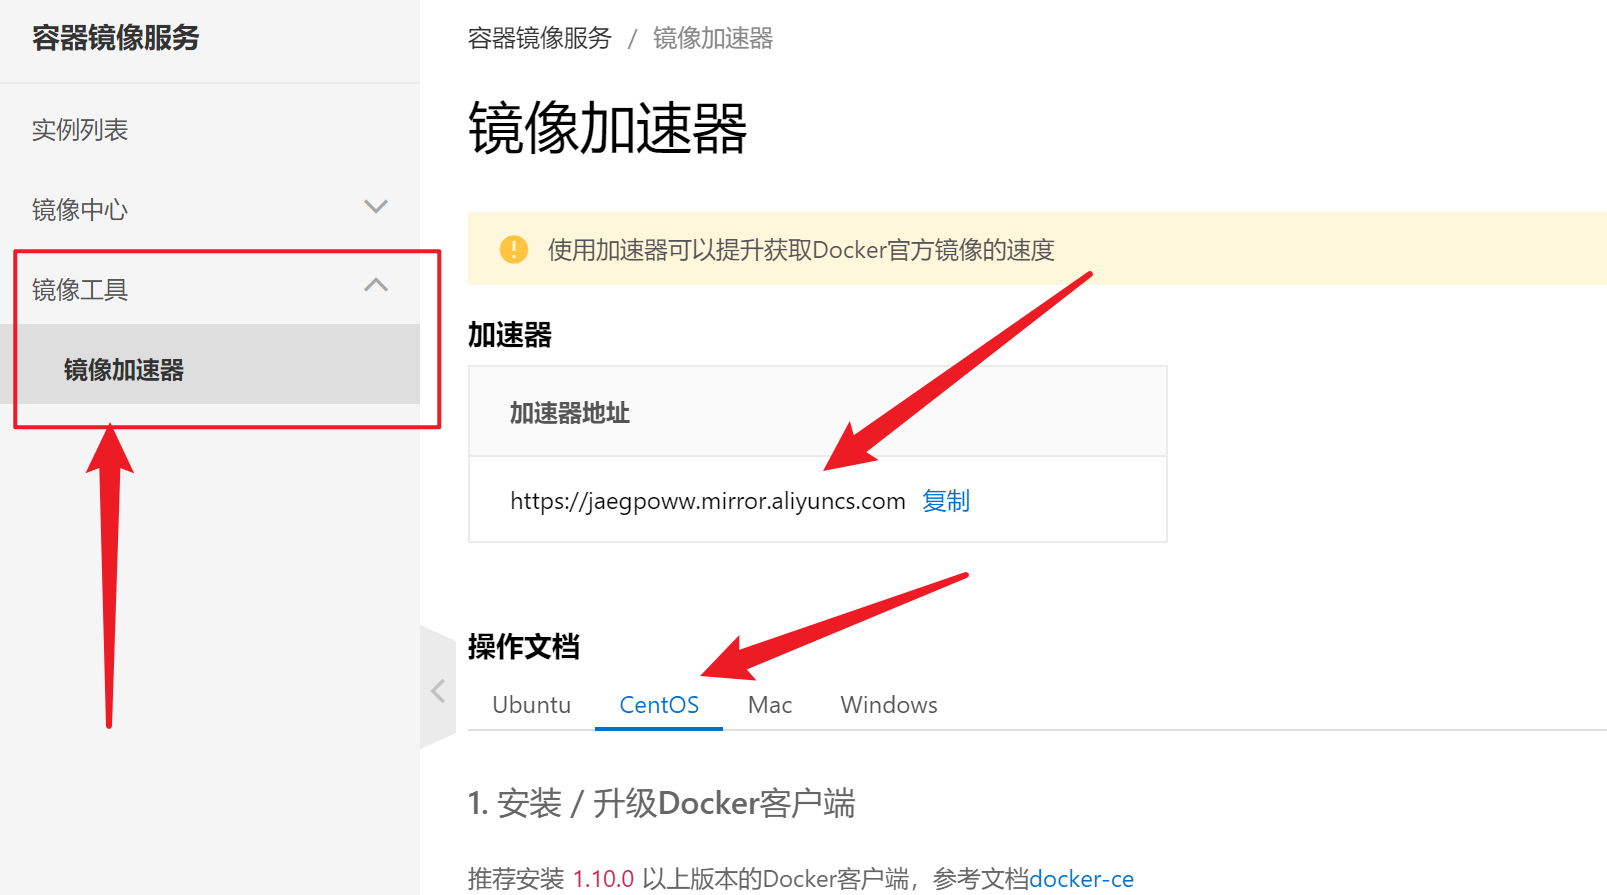 容器镜像服务
实例列表
镜像中心
镜像工具
镜像加速器
容器镜像服务 / 镜像加速器
镜像加速器
使用加速器可以提升获取Docker官方镜像的速度
加速器
加速器地址
https://jaegpoww.mirror.aliyuncs.com 复制
操作文档
Ubuntu CentOS Mac Windows
1. 安装 / 升级Docker客户端
推荐安装 1.10.0 以上版本的Docker客户端，参考文档docker-ce